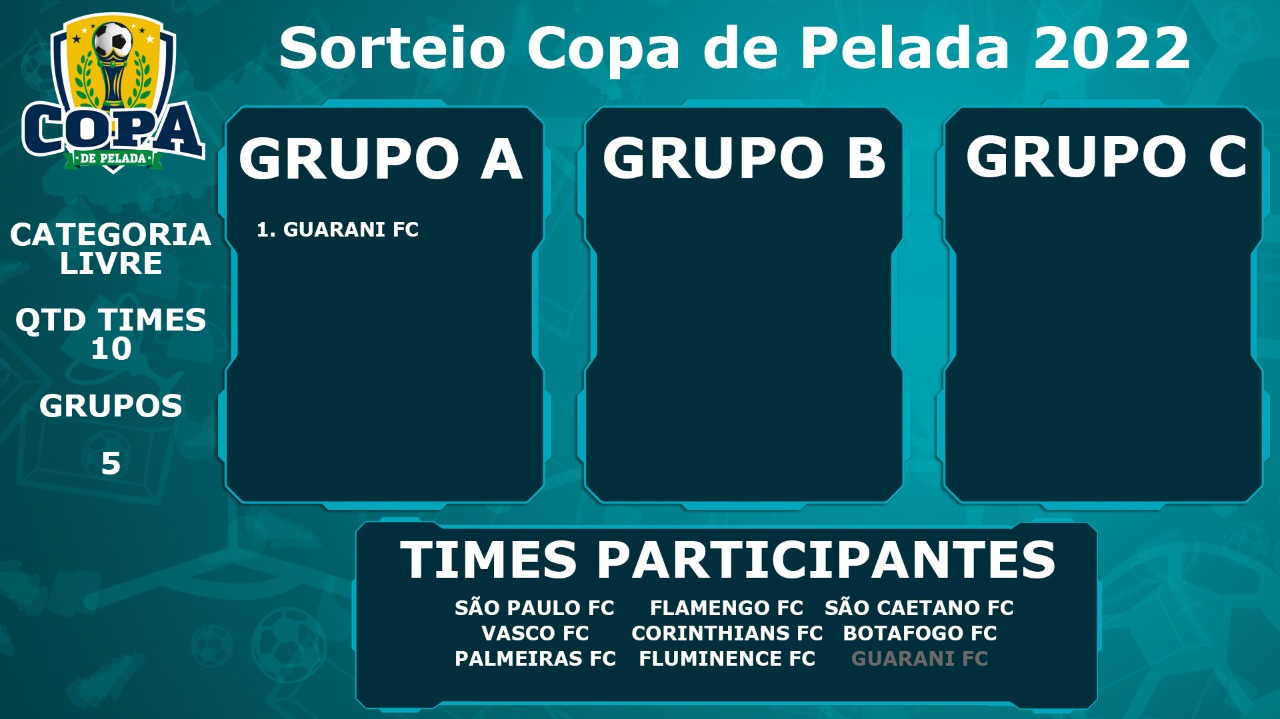 COPA
DE PELADA
Sorteio Copa de Pelada 2022
CATEGORIA
LIVRE
QTD TIMES
10
GRUPOS
5
GRUPO A
1. GUARANI FC
GRUPO B
GRUPO C
TIMES PARTICIPANTES
SÃO PAULO FC FLAMENGO FC SÃO CAETANO FC
VASCO FC CORINTHIANS FC BOTAFOGO FC
PALMEIRAS FC FLUMINENCE FC GUARANI FC